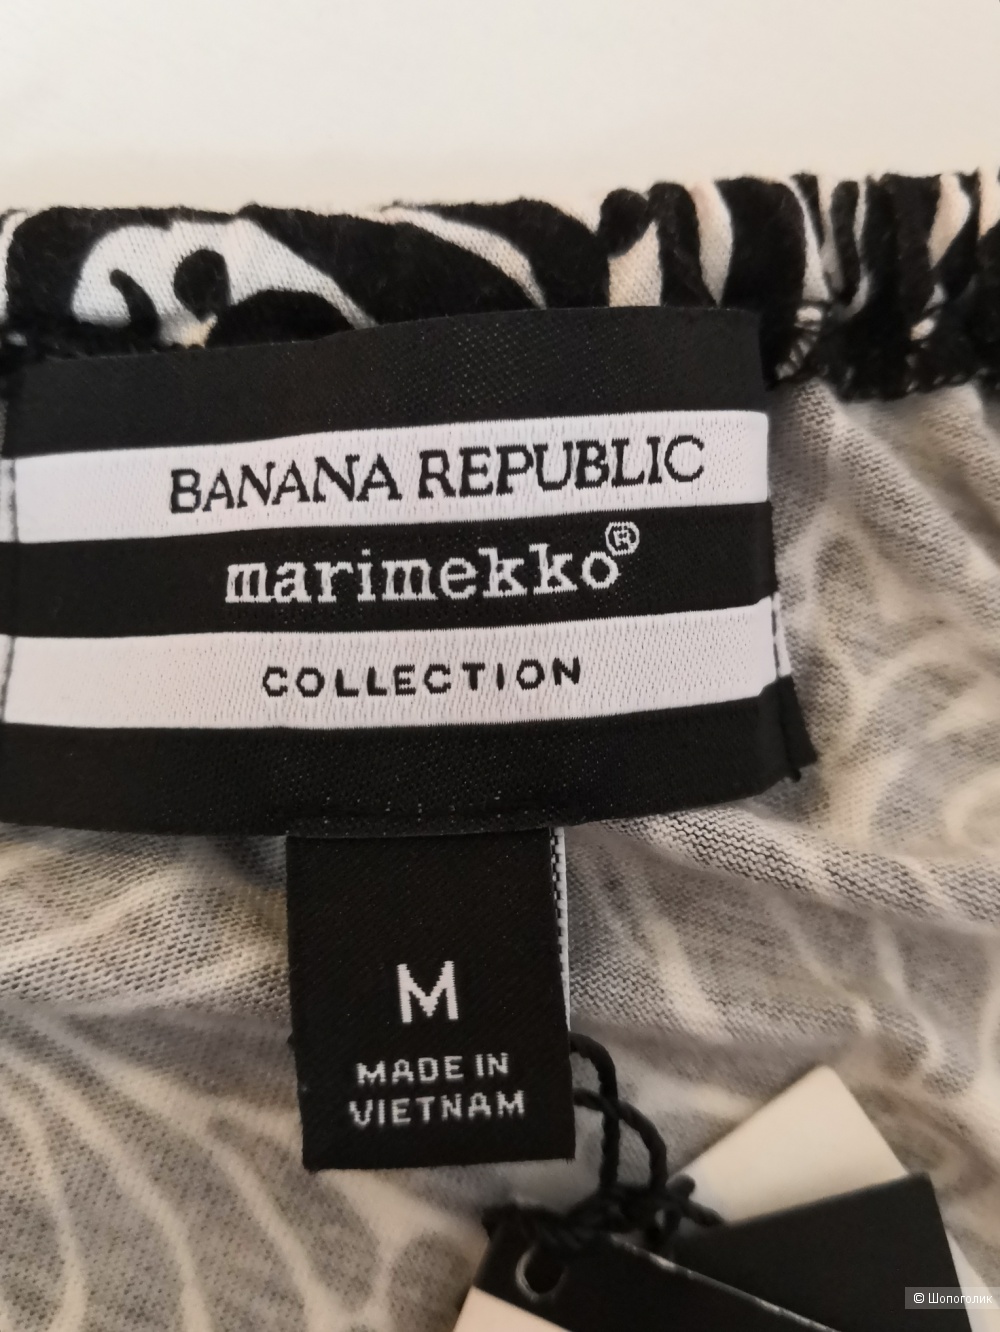 BANANA REPUBLIC
marimekko®
COLLECTION
M
MADE IN
VIETNAM
© Шопоголик